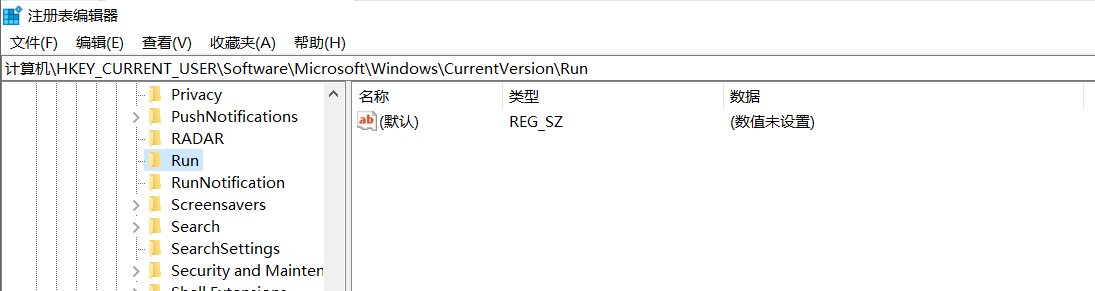 注册表编辑器
文件(F) 编辑(E) 查看(V) 收藏夹(A) 帮助(H)
计算机\HKEY_CURRENT_USER\Software\Microsoft\Windows\CurrentVersion\Run
Privacy
PushNotifications
RADAR
Run
RunNotification
Screensavers
Search
SearchSettings
Security and Mainten
Shell Extensions
名称 类型 数据
ab (默认) REG_SZ (数值未设置)